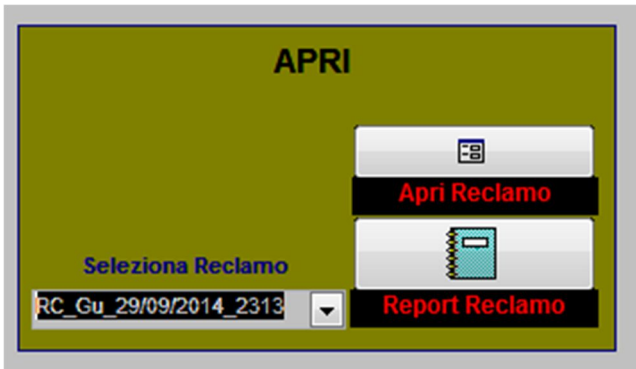 APRI
Apri Reclamo
Seleziona Reclamo
RC_Gu_29/09/2014_2313
Report Reclamo